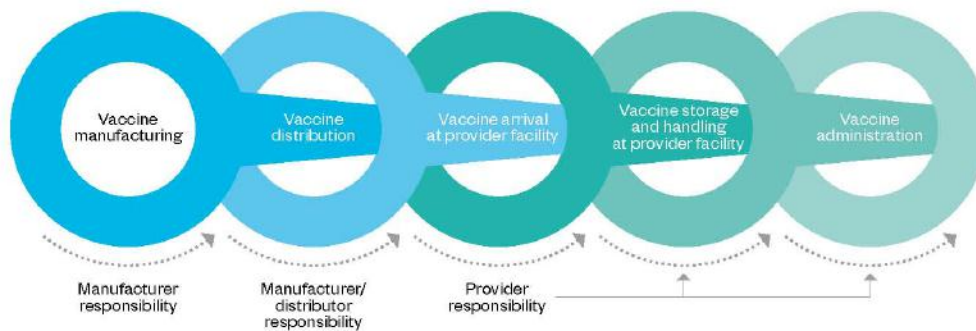 Vaccine
manufacturing
Vaccine
distribution
Vaccine arrival
at provider facility
Vaccine storage
and handling
at provider facility
Vaccine
administration
Manufacturer
responsibility
Manufacturer/
distributor
responsibility
Provider
responsibility